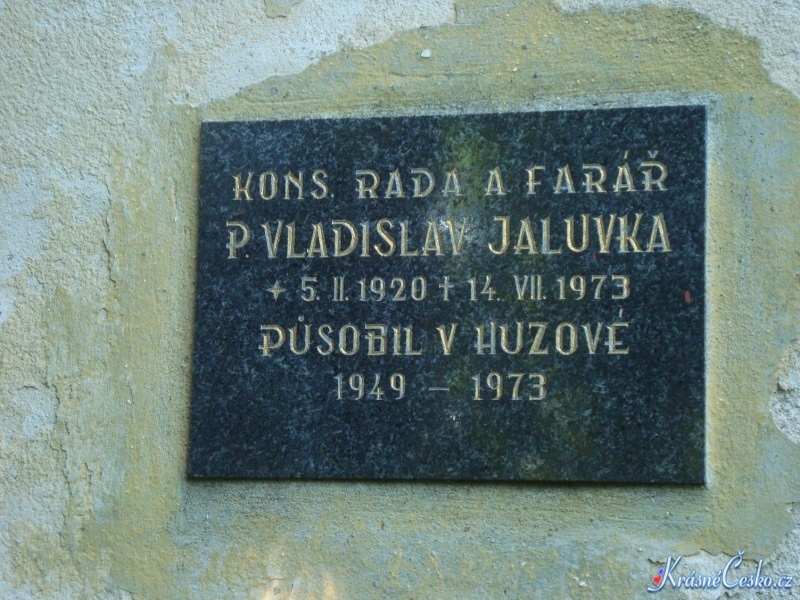 KONS. RADA A FARÁŘ
P. VLADISLAV JALUVKA
+ 5. II. 1920 † 14. VII. 1973
PŮSOBIL V HUZOVÉ
1949 – 1973
KrásnéČesko.cz